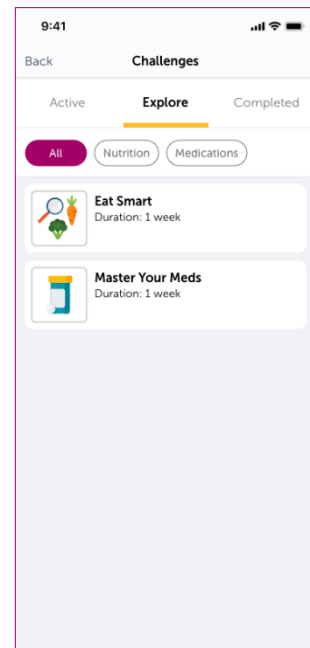 9:41
Back Challenges
Active Explore Completed
All Nutrition Medications
Eat Smart
Duration: 1 week
Master Your Meds
Duration: 1 week